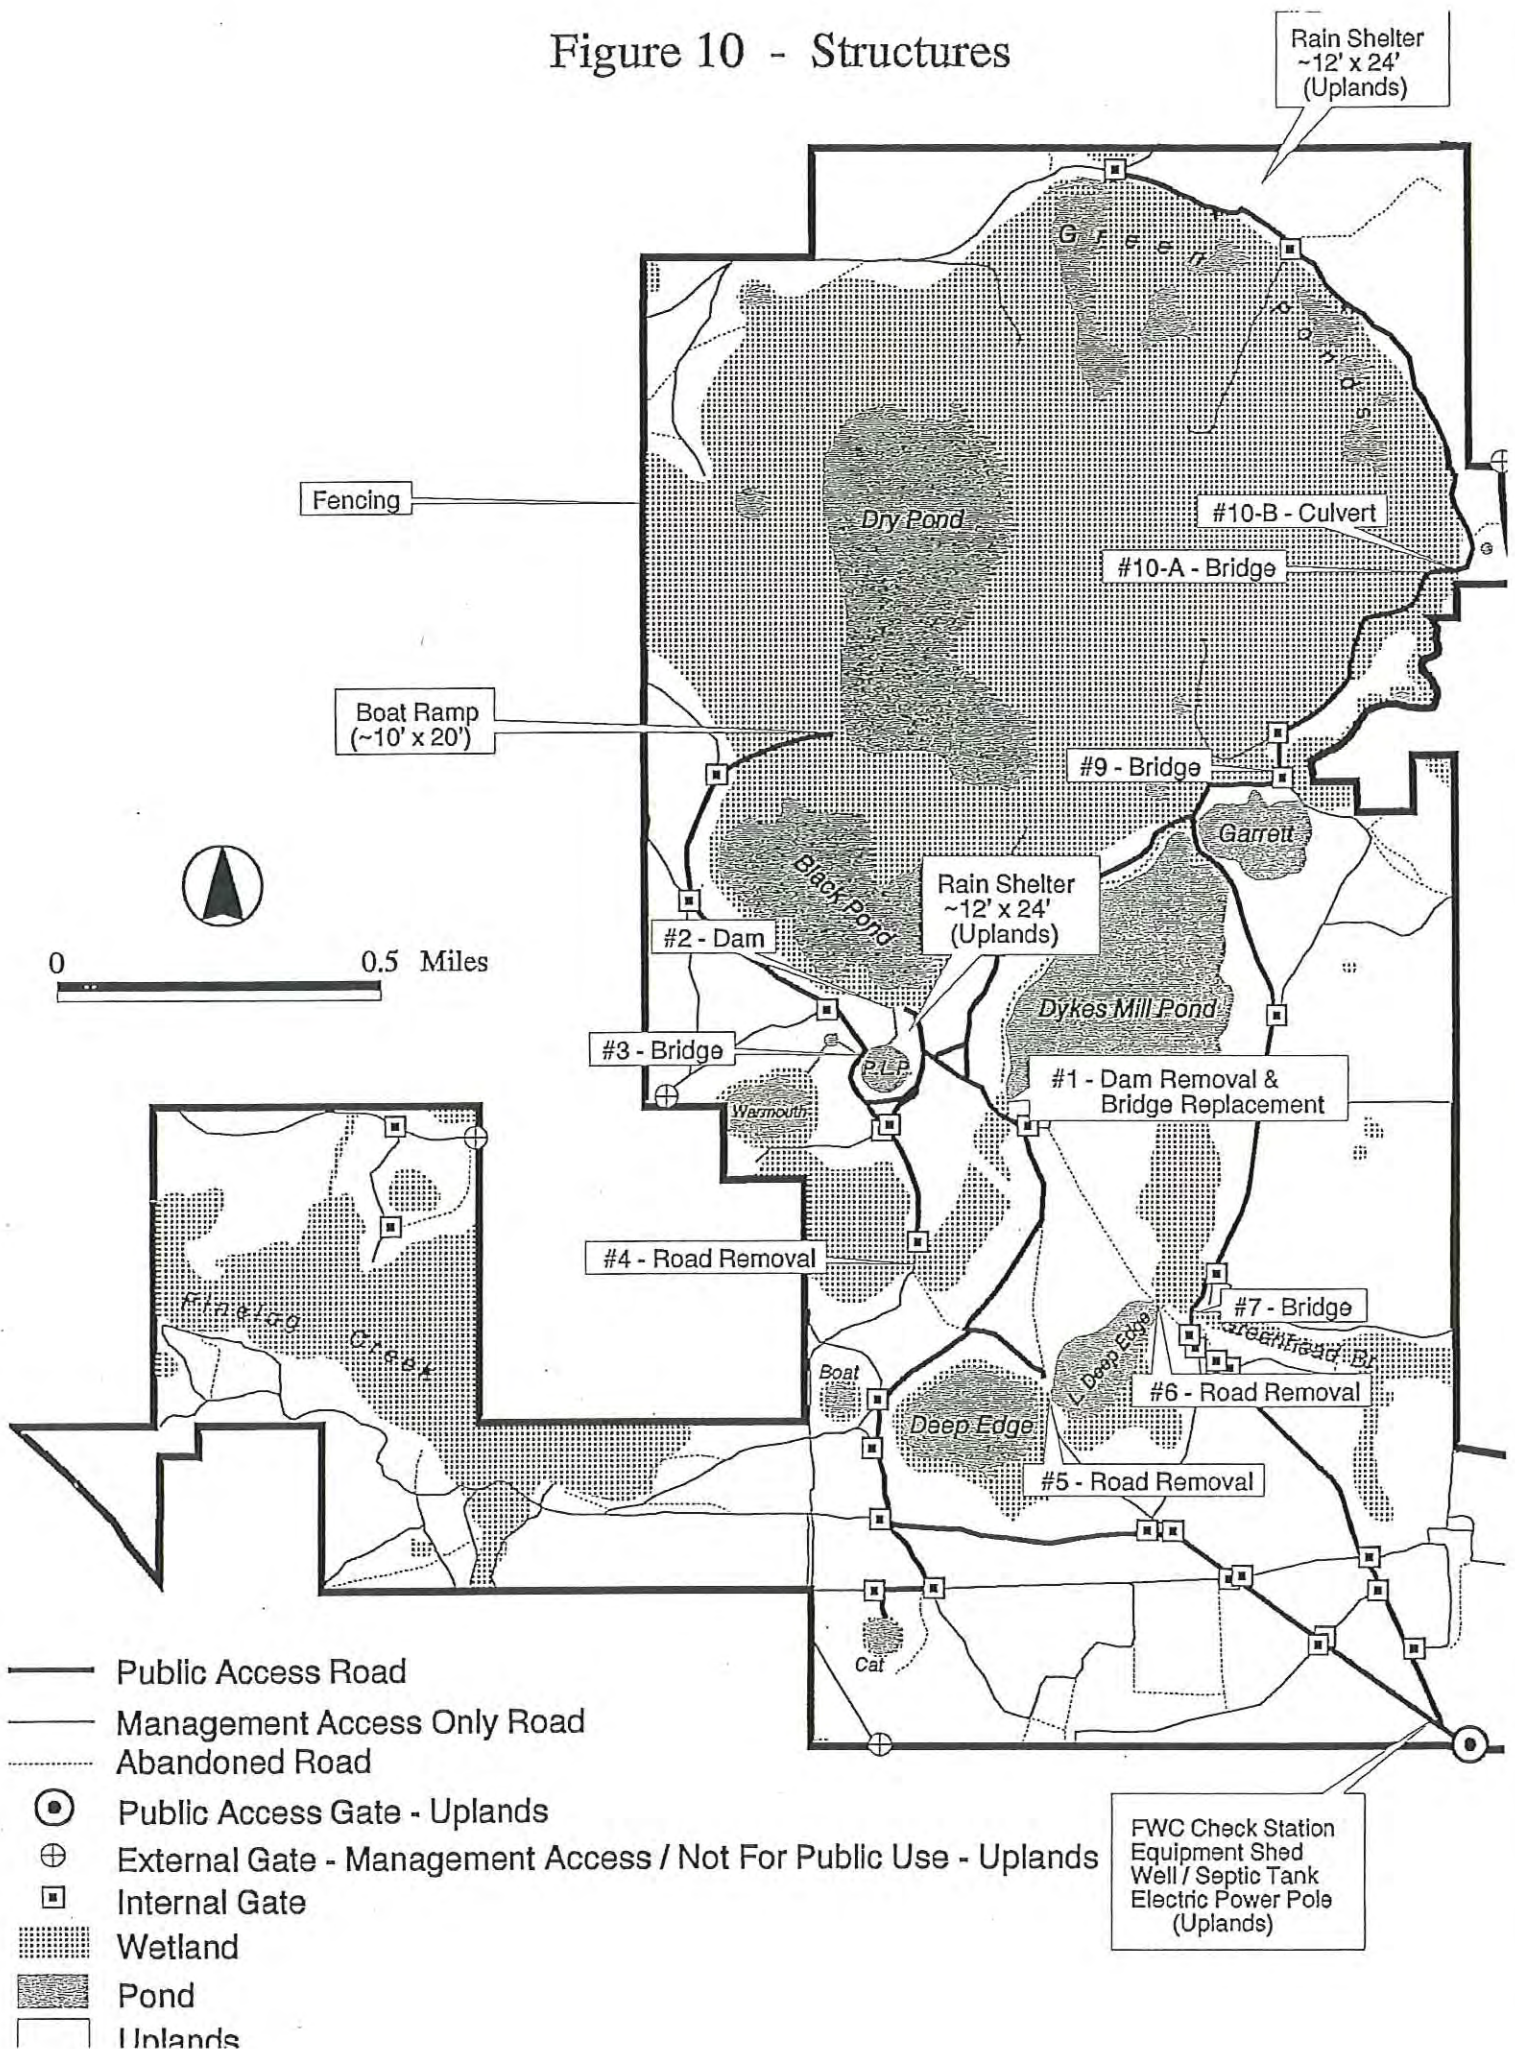 Figure 10 - Structures
Rain Shelter
~12' x 24'
(Uplands)
Green
Ponds
Fencing
Dry Pond
#10-B - Culvert
#10-A - Bridge
Boat Ramp
(~10' x 20')
#9 - Bridge
Garrett
Black Pond
Rain Shelter
~12' x 24'
(Uplands)
#2 - Dam
0 0.5 Miles
Dykes Mill Pond
#3 - Bridge
P.L.P.
#1 - Dam Removal &
Bridge Replacement
Warmouth
#4 - Road Removal
Pinelog
Creek
#7 - Bridge
Greenhead Br.
L. Deep Edge
Boat
#6 - Road Removal
Deep Edge
#5 - Road Removal
Cat
Public Access Road
Management Access Only Road
Abandoned Road
Public Access Gate - Uplands
External Gate - Management Access / Not For Public Use - Uplands
Internal Gate
Wetland
Pond
Uplands
FWC Check Station
Equipment Shed
Well / Septic Tank
Electric Power Pole
(Uplands)